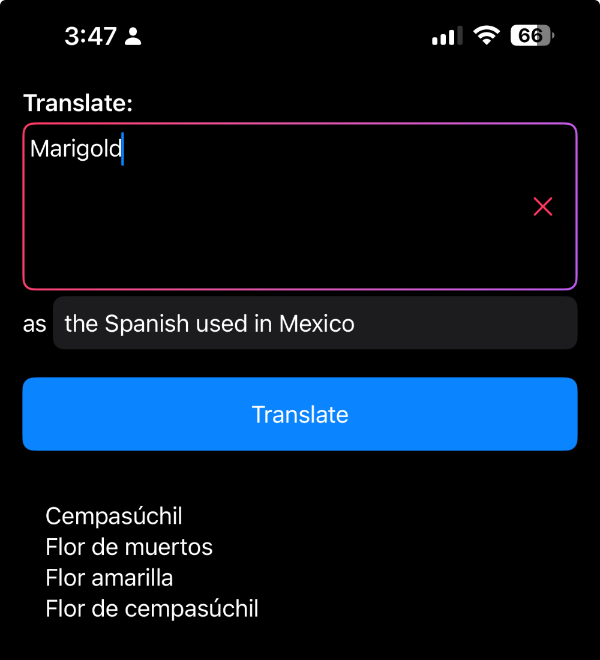 3:47
66
Translate:
Marigold
as the Spanish used in Mexico
Translate
Cempasúchil
Flor de muertos
Flor amarilla
Flor de cempasúchil